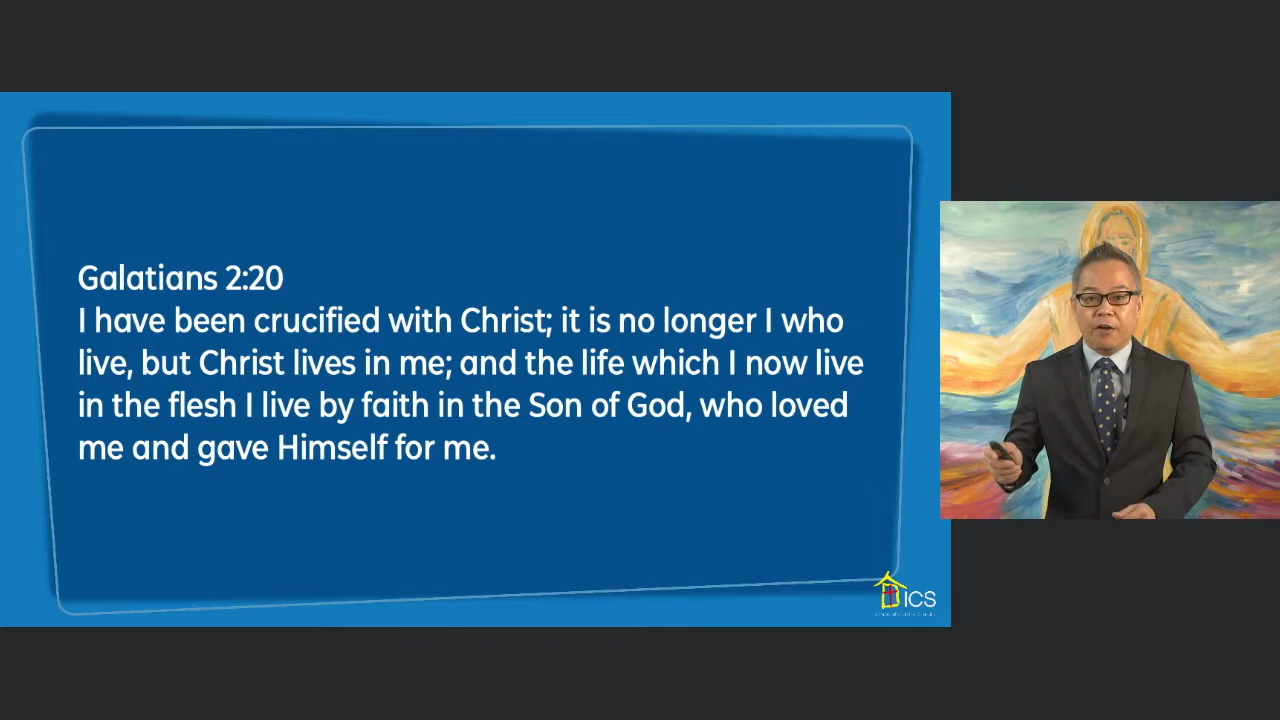 Galatians 2:20
I have been crucified with Christ; it is no longer I who
live, but Christ lives in me; and the life which I now live
in the flesh I live by faith in the Son of God, who loved
me and gave Himself for me.
ICS